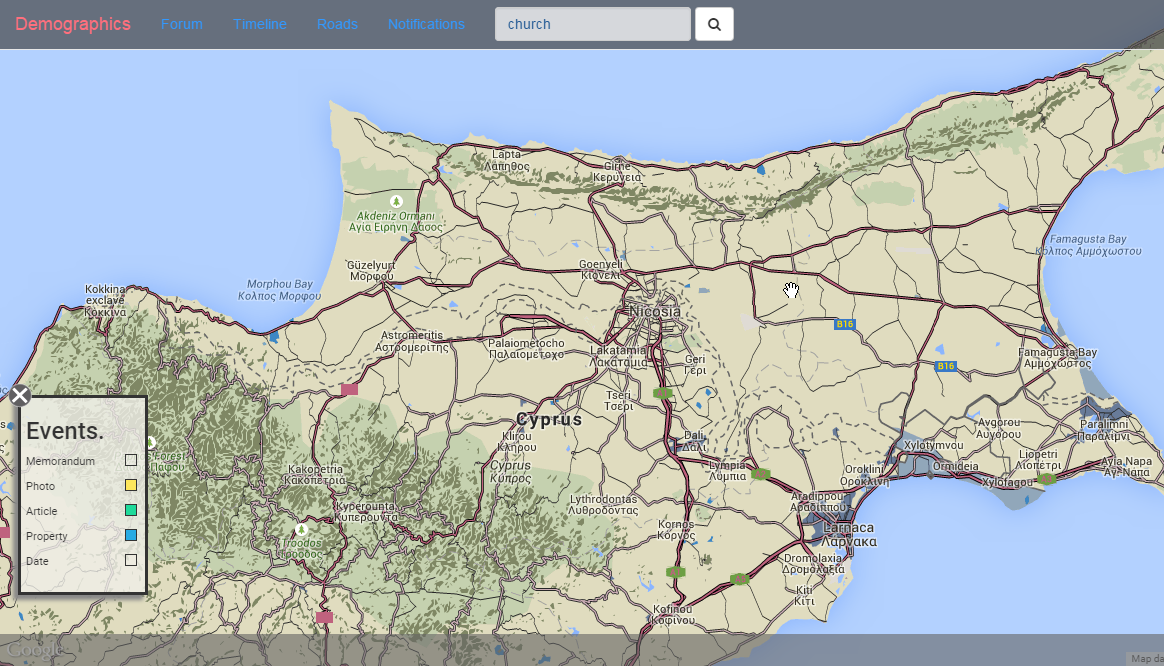 Demographics Forum Timeline Roads Notifications church
Lapta
Λάπηθος
Girne
Κερύνεια
Akdeniz Ormani
Αγία Ειρήνη Δάσος
Famagusta Bay
Κόλπος Αμμόχωστου
Güzelyurt
Μόρφου
Goenyeli
Κιόνελι
Morphou Bay
Κόλπος Μόρφου
Kokkina
exclave
Κόκκινα
Nicosia
B16
Astromeritis
Αστρομερίτης
Palaiometocho
Παλαιομέτοχο
Lakatamia
Λακατάμια
Geri
Γέρι
Famagusta Bay
Αμμόχωστος
B16
Tseri
Τσέρι
Cyprus
Events.
Memorandum
Photo
Article
Property
Date
Forest
Πάφου
Klirou
Κλήρου
Dali
Δάλι
Avgorou
Αυγόρου
Paralimni
Παραλίμνι
Xylotymvou
Cyprus
Κύπρος
Kakopetria
Κακοπετριά
Lympia
Λύμπια
Oroklini
Ορόκλινη
Ormideia
Liopetri
Λιοπέτρι
Ayia Napa
Αγία Νάπα
Xylofagou
Kyperounta
Κυπερούντα
Lythrodontas
Λυθροδόντας
Aradippou
Αραδίππου
Kornos
Κόρνος
Larnaca
Λάρνακα
Troodos
Τρόοδος
Dromolaxia
Δρομολαξιά
Kiti
Κίτι
Kofinou
Κοφίνου
Google
Map da